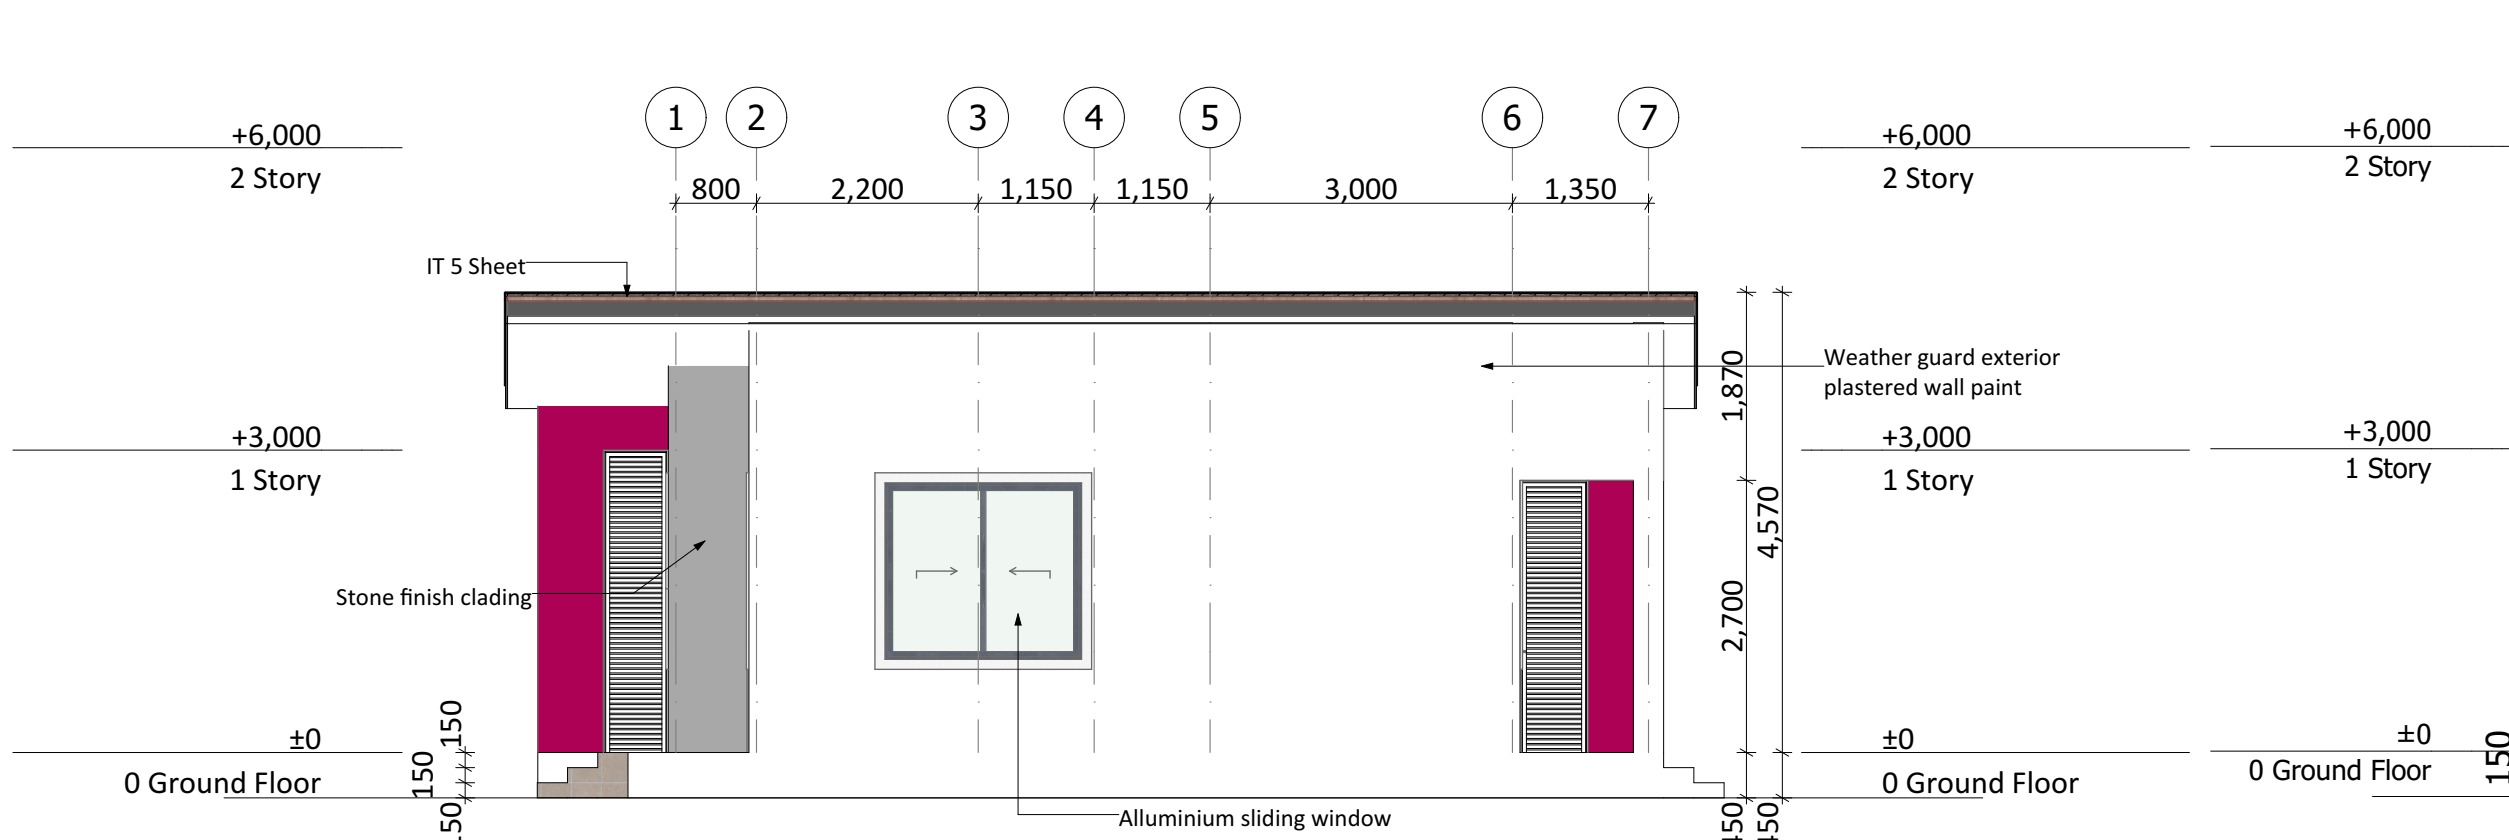 1 2 3 4 5 6 7
+6,000 +6,000 +6,000
2 Story 2 Story 2 Story
800 2,200 1,150 1,150 3,000 1,350
IT 5 Sheet
Weather guard exterior
plastered wall paint
1,870
+3,000 +3,000 +3,000
1 Story 1 Story 1 Story
4,570
Stone finish clading
2,700
150
±0 ±0 ±0
150
150
0 Ground Floor 0 Ground Floor 0 Ground Floor
Alluminium sliding window